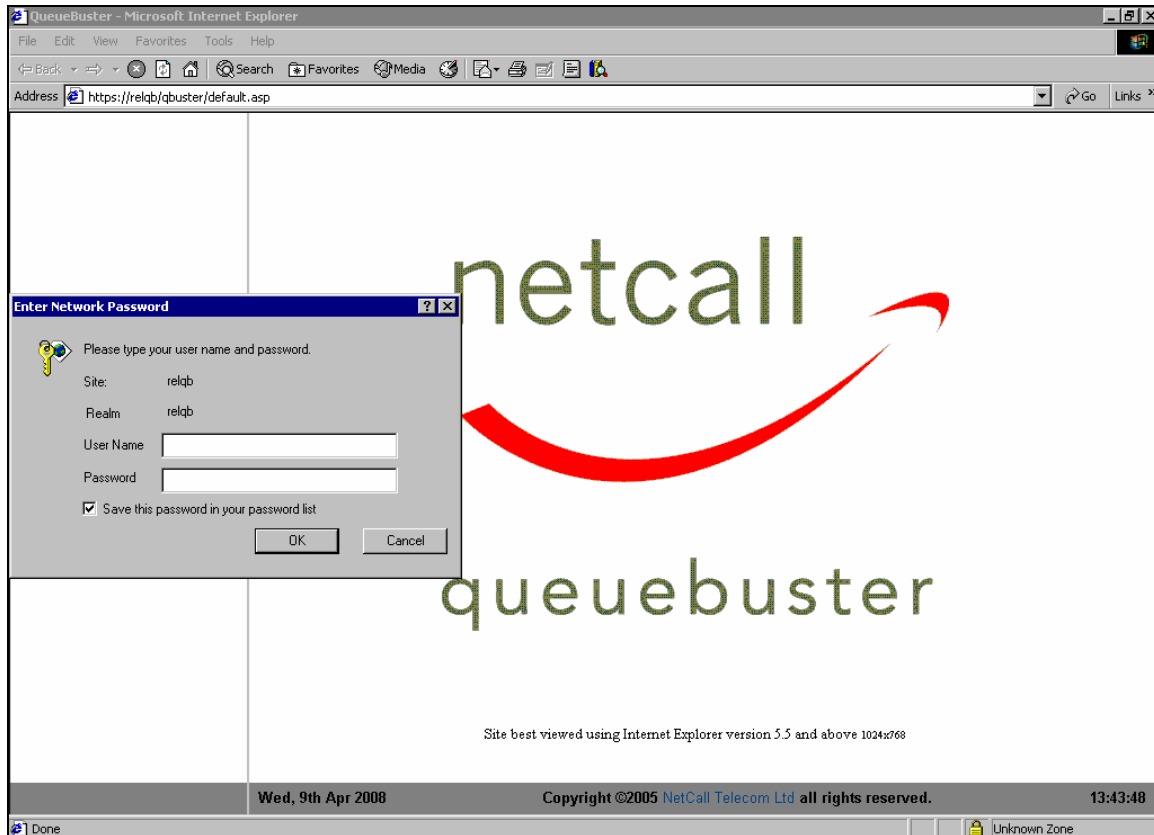 QueueBuster - Microsoft Internet Explorer
File Edit View Favorites Tools Help
Back Search Favorites Media
Address https://relqb/qbuster/default.asp Go Links »
netcall
Enter Network Password
Please type your user name and password.
Site: relqb
Realm relqb
User Name
Password
Save this password in your password list
OK Cancel
queuebuster
Site best viewed using Internet Explorer version 5.5 and above 1024x768
Wed, 9th Apr 2008 Copyright ©2005 NetCall Telecom Ltd all rights reserved. 13:43:48
Done Unknown Zone